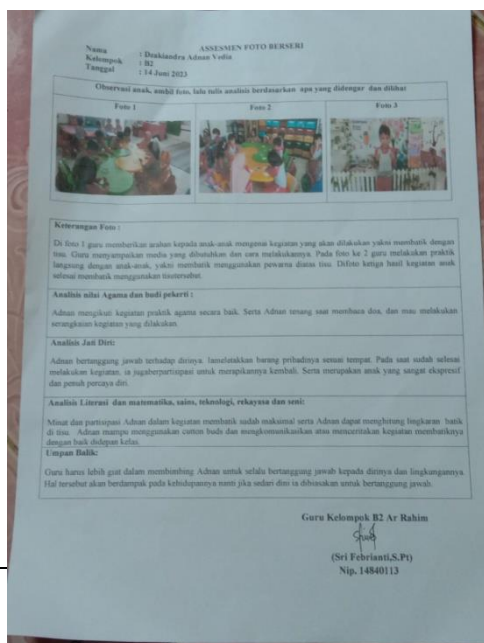 ASSESMEN FOTO BERSERI
Nama : Deakiandra Adnan Vedia
Kelompok : B2
Tanggal : 14 Juni 2023
Observasi anak, ambil foto, lalu tulis analisis berdasarkan apa yang didengar dan dilihat
Foto 1 Foto 2 Foto 3
Keterangan Foto :
Di foto 1 guru memberikan arahan kepada anak-anak mengenai kegiatan yang akan dilakukan yakni membatik dengan
tisu. Guru menyampaikan media yang dibutuhkan dan cara melakukannya. Pada foto ke 2 guru melakukan praktik
langsung dengan anak-anak, yakni membatik menggunakan pewarna diatas tisu. Difoto ketiga hasil kegiatan anak
selesai membatik menggunakan tisutersebut.
Analisis nilai Agama dan budi pekerti :
Adnan mengikuti kegiatan praktik agama secara baik. Serta Adnan tenang saat membaca doa, dan mau melakukan
serangkaian kegiatan yang dilakukan.
Analisis Jati Diri:
Adnan bertanggung jawab terhadap dirinya. Iameletakkan barang pribadinya sesuai tempat. Pada saat sudah selesai
melakukan kegiatan, ia jugaberpartisipasi untuk merapikannya kembali. Serta merupakan anak yang sangat ekspresif
dan penuh percaya diri.
Analisis Literasi dan matematika, sains, teknologi, rekayasa dan seni:
Minat dan partisipasi Adnan dalam kegiatan membatik sudah maksimal serta Adnan dapat menghitung lingkaran batik
di tisu. Adnan mampu menggunakan cutton buds dan mengkomunikasikan atau menceritakan kegiatan membatiknya
dengan baik didepan kelas.
Umpan Balik:
Guru harus lebih giat dalam membimbing Adnan untuk selalu bertanggung jawab kepada dirinya dan lingkungannya.
Hal tersebut akan berdampak pada kehidupannya nanti jika sedari dini ia dibiasakan untuk bertanggung jawab.
Guru Kelompok B2 Ar Rahim
(Sri Febrianti,S.Pt)
Nip. 14840113